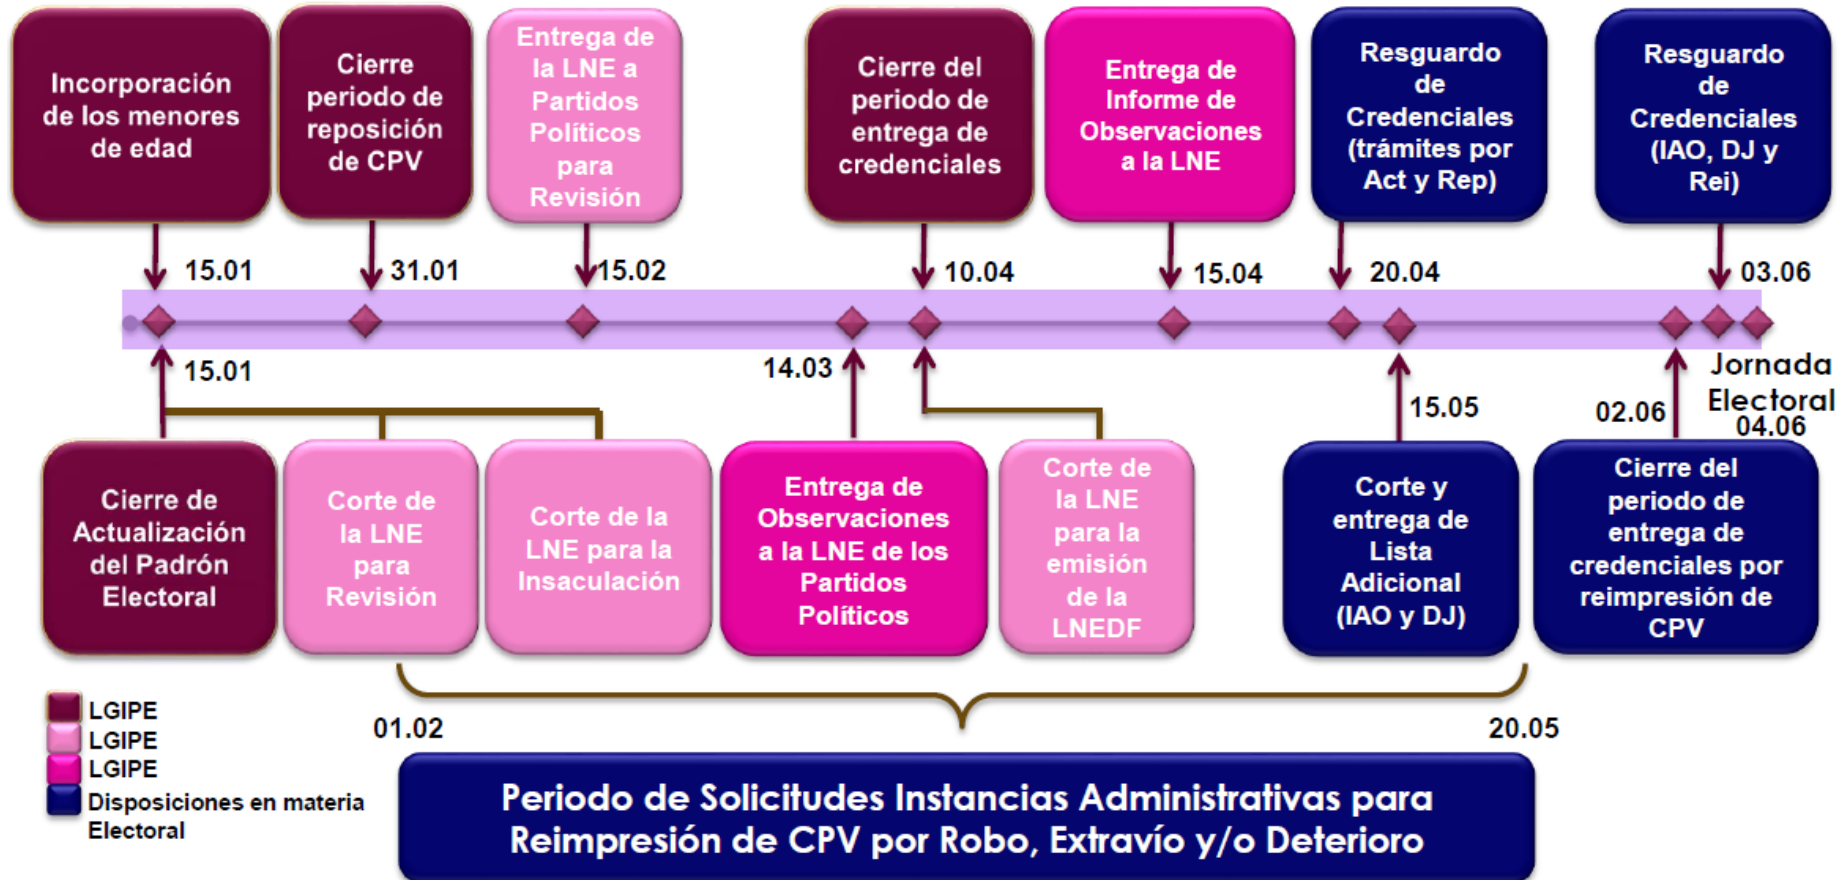 Incorporación
de los menores
de edad
Cierre
periodo de
reposición
de CPV
Entrega de
la LNE a
Partidos
Políticos
para
Revisión
Cierre del
periodo de
entrega de
credenciales
Entrega de
Informe de
Observaciones
a la LNE
Resguardo
de
Credenciales
(trámites por
Act y Rep)
Resguardo
de
Credenciales
(IAO, DJ y
Rei)
15.01
31.01
15.02
10.04
15.04
20.04
03.06
15.01
14.03
15.05
02.06
Jornada
Electoral
04.06
Cierre de
Actualización
del Padrón
Electoral
Corte de
la LNE
para
Revisión
Corte de la
LNE para la
Insaculación
Entrega de
Observaciones
a la LNE de los
Partidos
Políticos
Corte de
la LNE
para la
emisión
de la
LNEDF
Corte y
entrega de
Lista
Adicional
(IAO y DJ)
Cierre del
periodo de
entrega de
credenciales por
reimpresión de
CPV
LGIPE
LGIPE
LGIPE
Disposiciones en materia
Electoral
01.02
20.05
Periodo de Solicitudes Instancias Administrativas para
Reimpresión de CPV por Robo, Extravío y/o Deterioro